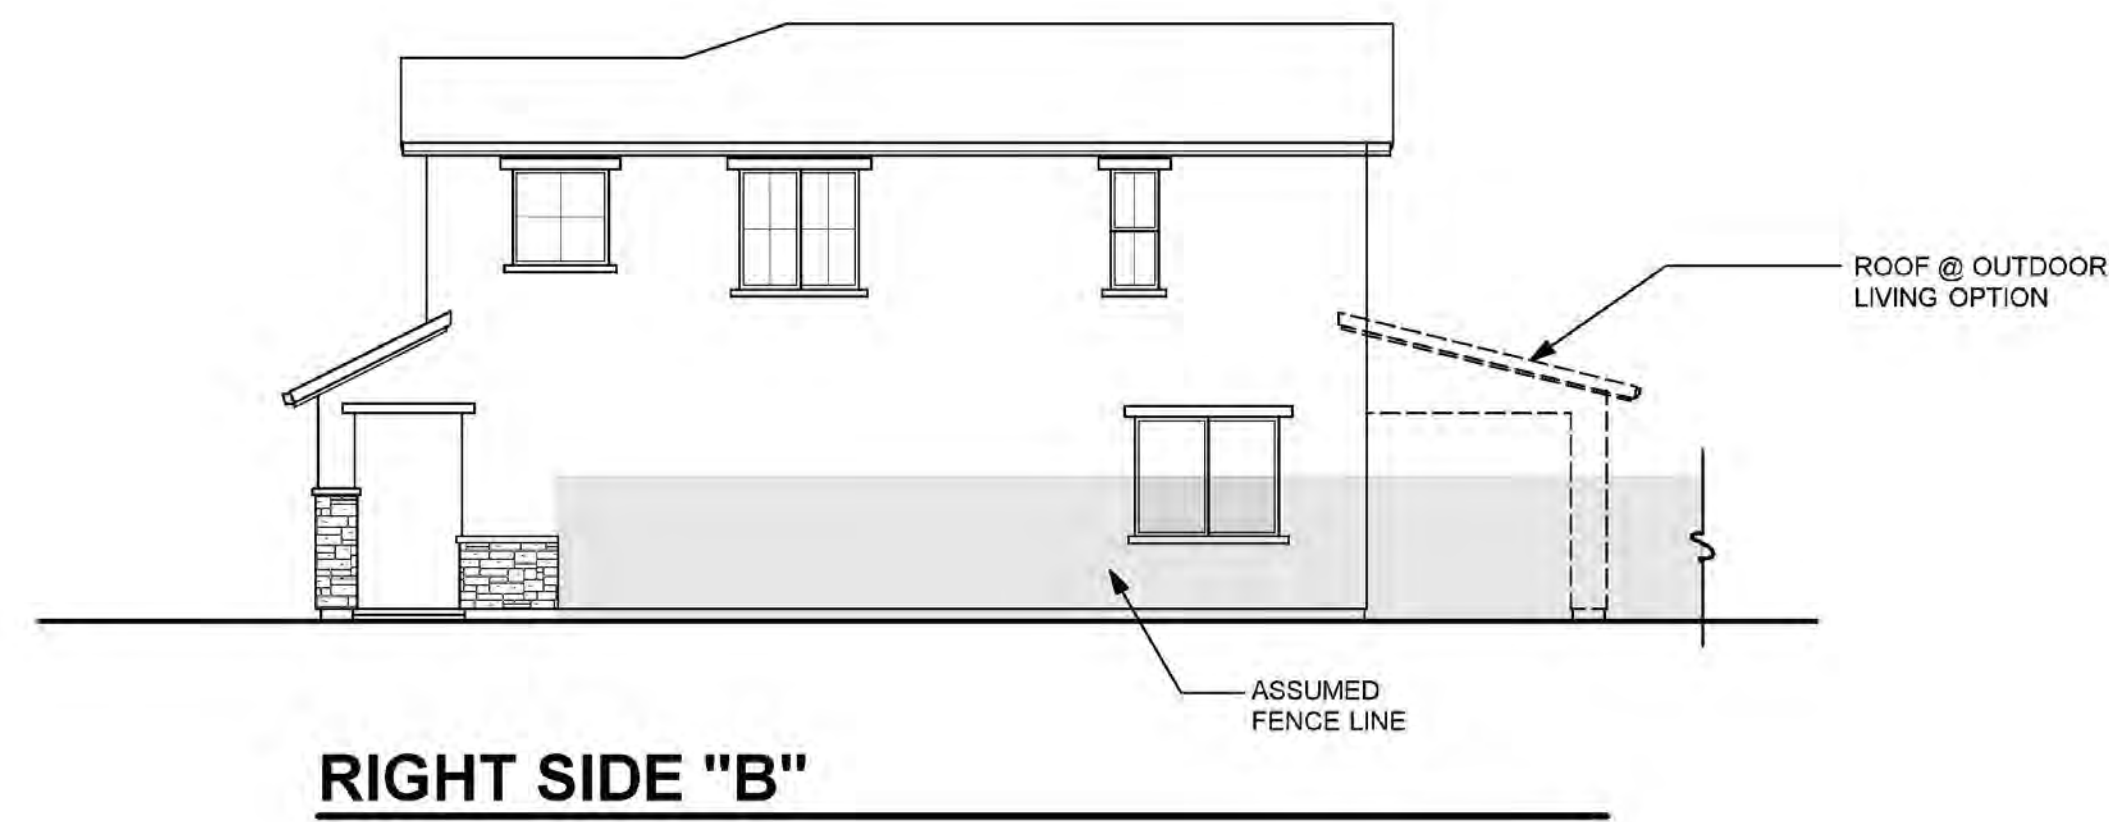 ROOF @ OUTDOOR
LIVING OPTION
ASSUMED
FENCE LINE
RIGHT SIDE "B"